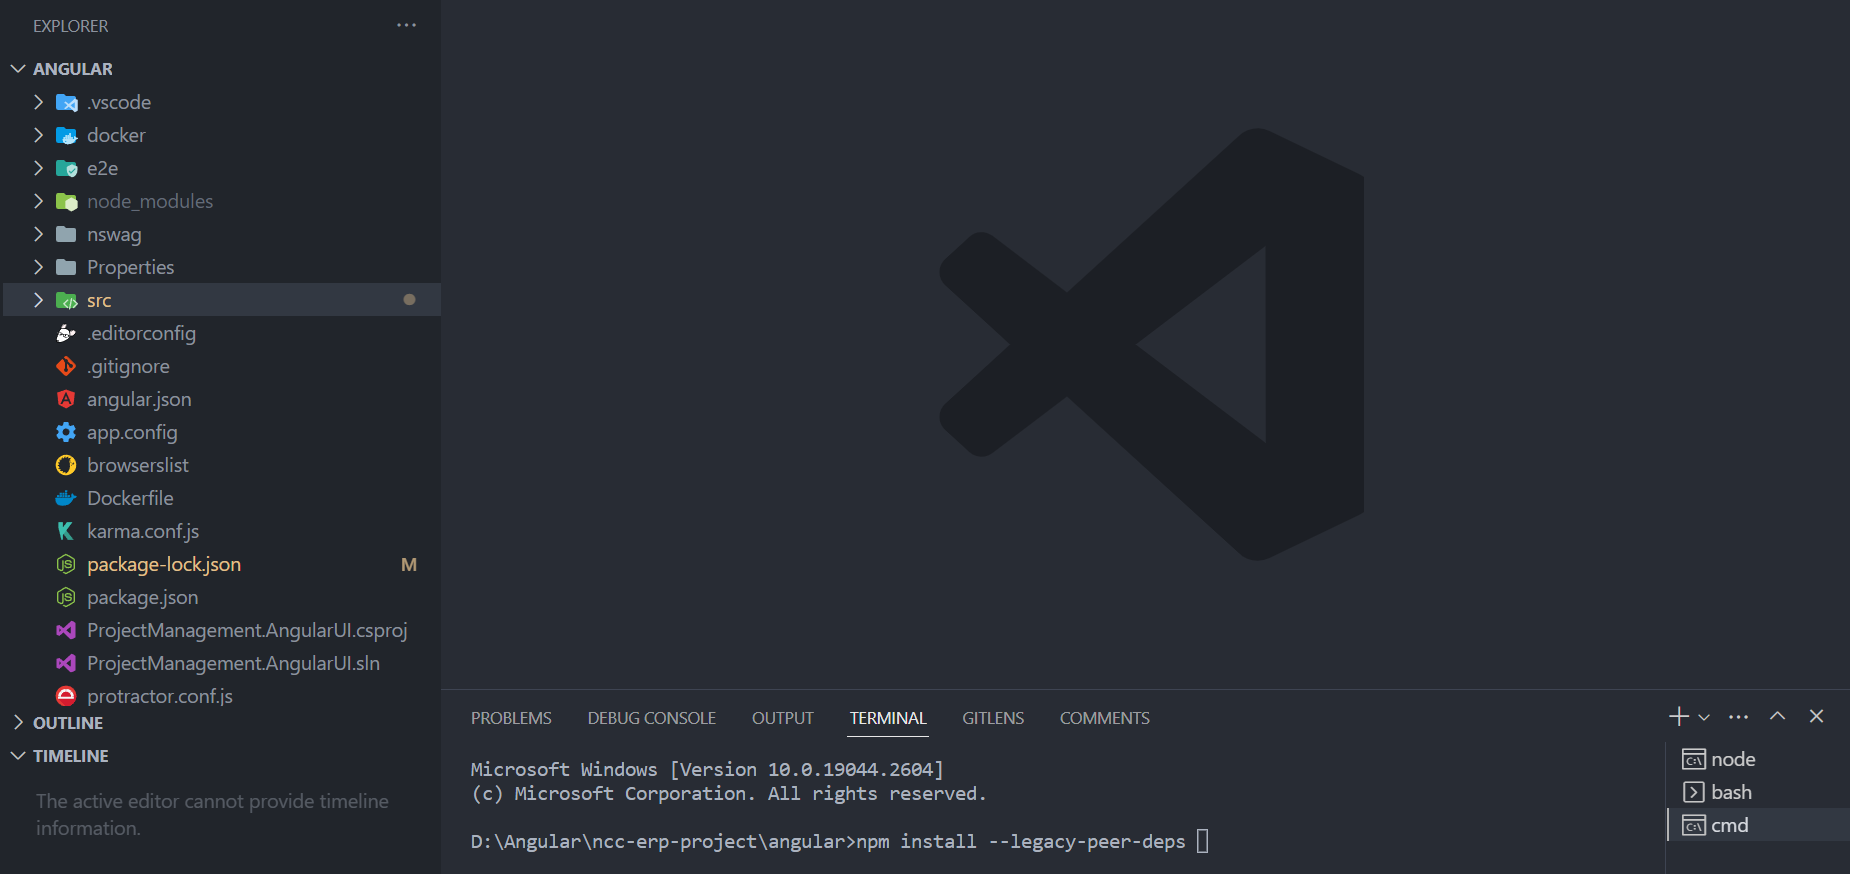 EXPLORER
ANGULAR
.vscode
docker
e2e
node_modules
nswag
Properties
src
.editorconfig
.gitignore
angular.json
app.config
browserslist
Dockerfile
karma.conf.js
package-lock.json M
package.json
ProjectManagement.AngularUI.csproj
ProjectManagement.AngularUI.sln
protractor.conf.js
OUTLINE
TIMELINE
The active editor cannot provide timeline
information.
PROBLEMS DEBUG CONSOLE OUTPUT TERMINAL GITLENS COMMENTS
Microsoft Windows [Version 10.0.19044.2604]
(c) Microsoft Corporation. All rights reserved.
D:\Angular\ncc-erp-project\angular>npm install --legacy-peer-deps
node
bash
cmd